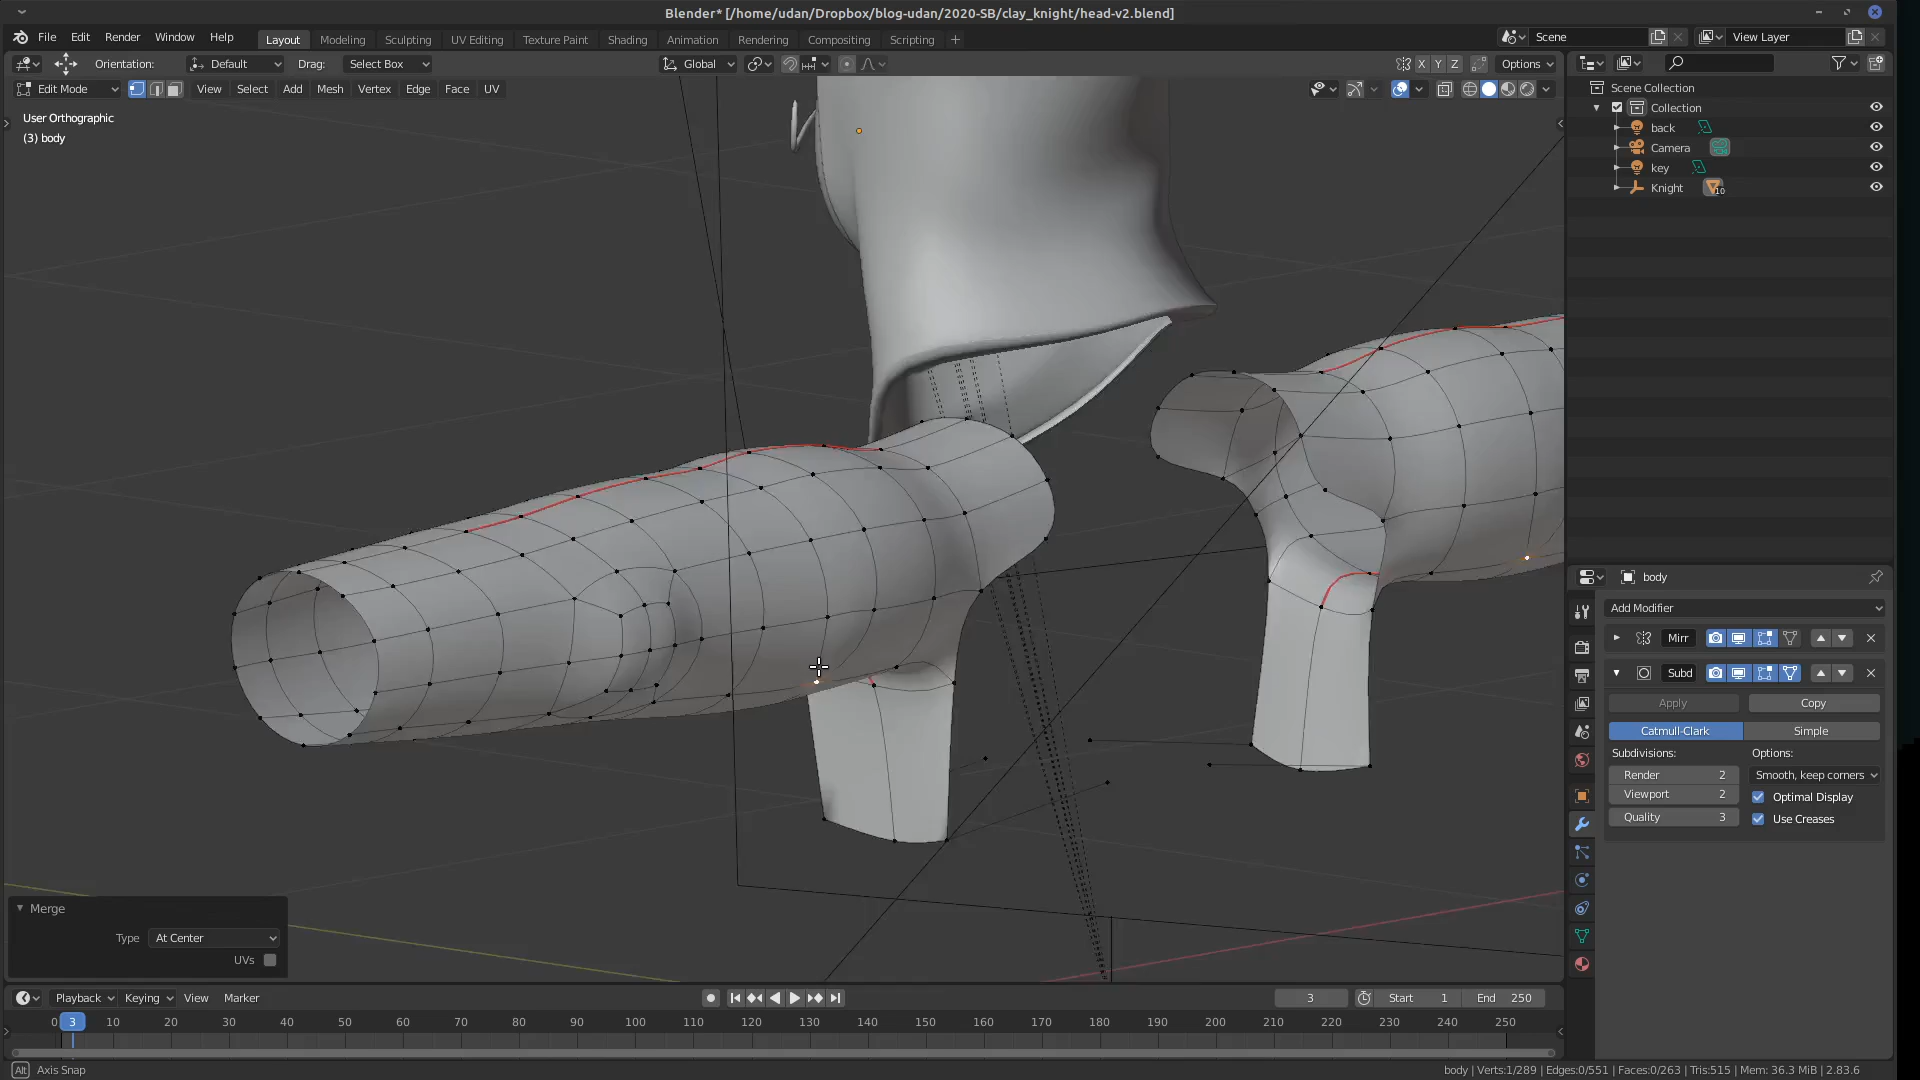 Blender* [/home/udan/Dropbox/blog-udan/2020-SB/clay_knight/head-v2.blend]
File Edit Render Window Help
Layout Modeling Sculpting UV Editing Texture Paint Shading Animation Rendering Compositing Scripting
Scene
View Layer
Orientation: Default Drag: Select Box
Global
X Y Z
Options
Edit Mode
View Select Add Mesh Vertex Edge Face UV
User Orthographic
(3) body
Scene Collection
Collection
back
Camera
key
Knight 10
body
Add Modifier
Mirr
Subd
Apply Copy
Catmull-Clark Simple
Subdivisions: Options:
Render 2 Smooth, keep corners
Viewport 2 Optimal Display
Quality 3 Use Creases
Merge
Type At Center
UVs
Playback Keying View Marker
3 Start 1 End 250
0 3 10 20 30 40 50 60 70 80 90 100 110 120 130 140 150 160 170 180 190 200 210 220 230 240 250
Alt Axis Snap
body | Verts:1/289 | Edges:0/551 | Faces:0/263 | Tris:515 | Mem: 36.3 MiB | 2.83.6